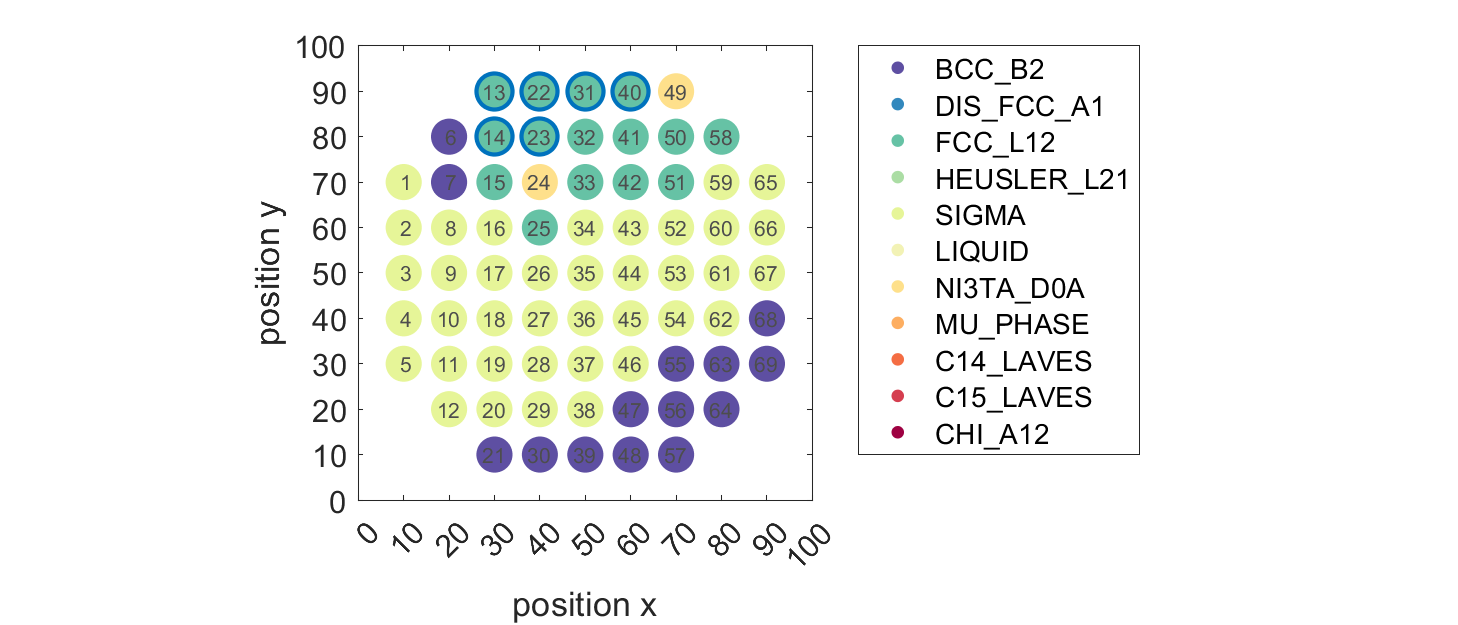 100
90
80
70
60
50
40
30
20
10
0
position y
13 22 31 40 49
6 14 23 32 41 50 58
1 7 15 24 33 42 51 59 65
2 8 16 25 34 43 52 60 66
3 9 17 26 35 44 53 61 67
4 10 18 27 36 45 54 62 68
5 11 19 28 37 46 55 63 69
12 20 29 38 47 56 64
21 30 39 48 57
0 10 20 30 40 50 60 70 80 90 100
position x
BCC_B2
DIS_FCC_A1
FCC_L12
HEUSLER_L21
SIGMA
LIQUID
NI3TA_D0A
MU_PHASE
C14_LAVES
C15_LAVES
CHI_A12